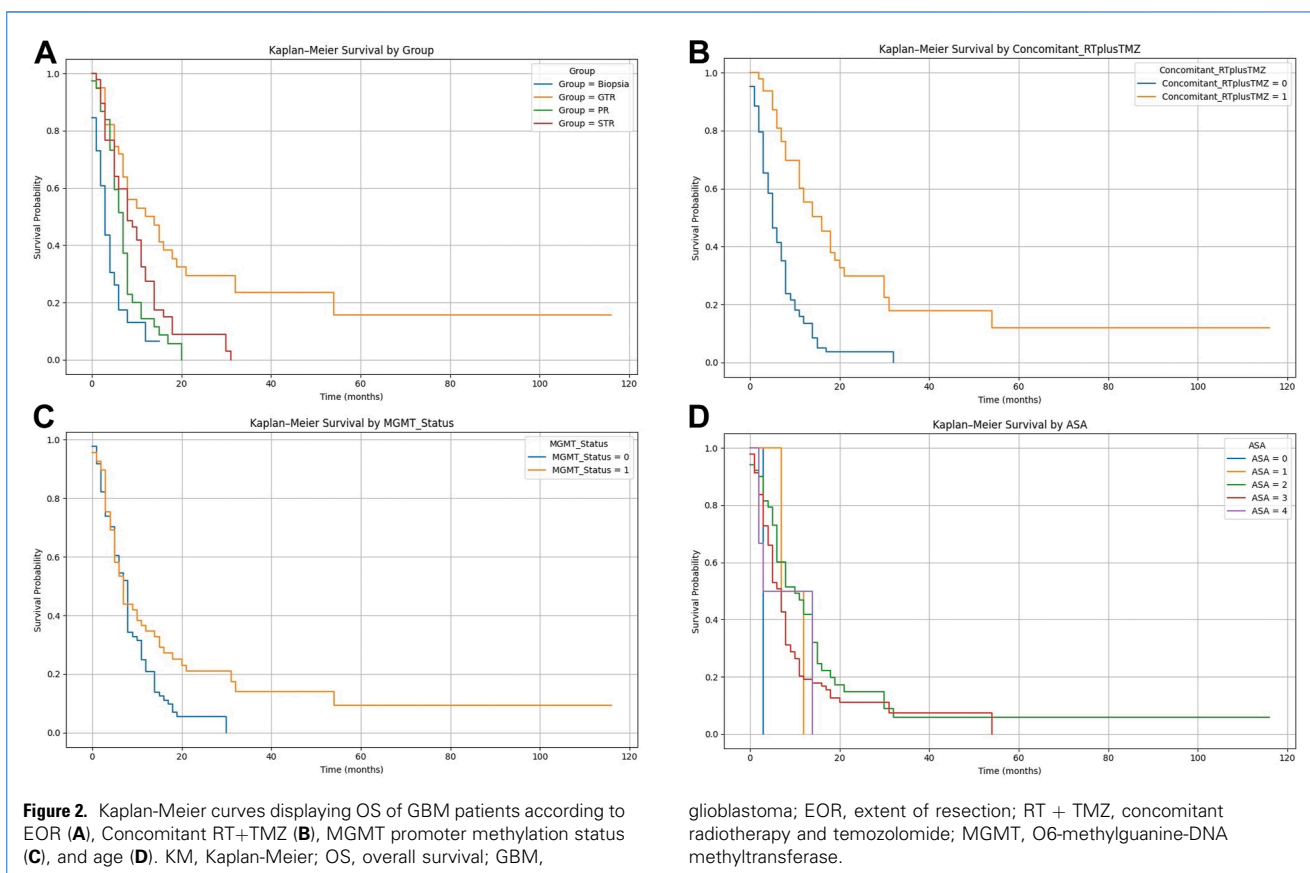 A
Kaplan–Meier Survival by Group
Survival Probability
1.0
0.8
0.6
0.4
0.2
0.0
Group
Group = Biopsia
Group = GTR
Group = PR
Group = STR
0 20 40 60 80 100 120
Time (months)
B
Kaplan–Meier Survival by Concomitant_RTplusTMZ
Survival Probability
1.0
0.8
0.6
0.4
0.2
0.0
Concomitant_RTplusTMZ
Concomitant_RTplusTMZ = 0
Concomitant_RTplusTMZ = 1
0 20 40 60 80 100 120
Time (months)
C
Kaplan–Meier Survival by MGMT_Status
Survival Probability
1.0
0.8
0.6
0.4
0.2
0.0
MGMT_Status
MGMT_Status = 0
MGMT_Status = 1
0 20 40 60 80 100 120
Time (months)
D
Kaplan–Meier Survival by ASA
Survival Probability
1.0
0.8
0.6
0.4
0.2
0.0
ASA
ASA = 0
ASA = 1
ASA = 2
ASA = 3
ASA = 4
0 20 40 60 80 100 120
Time (months)
Figure 2. Kaplan-Meier curves displaying OS of GBM patients according to
EOR (A), Concomitant RT+TMZ (B), MGMT promoter methylation status
(C), and age (D). KM, Kaplan-Meier; OS, overall survival; GBM,
glioblastoma; EOR, extent of resection; RT + TMZ, concomitant
radiotherapy and temozolomide; MGMT, O6-methylguanine-DNA
methyltransferase.